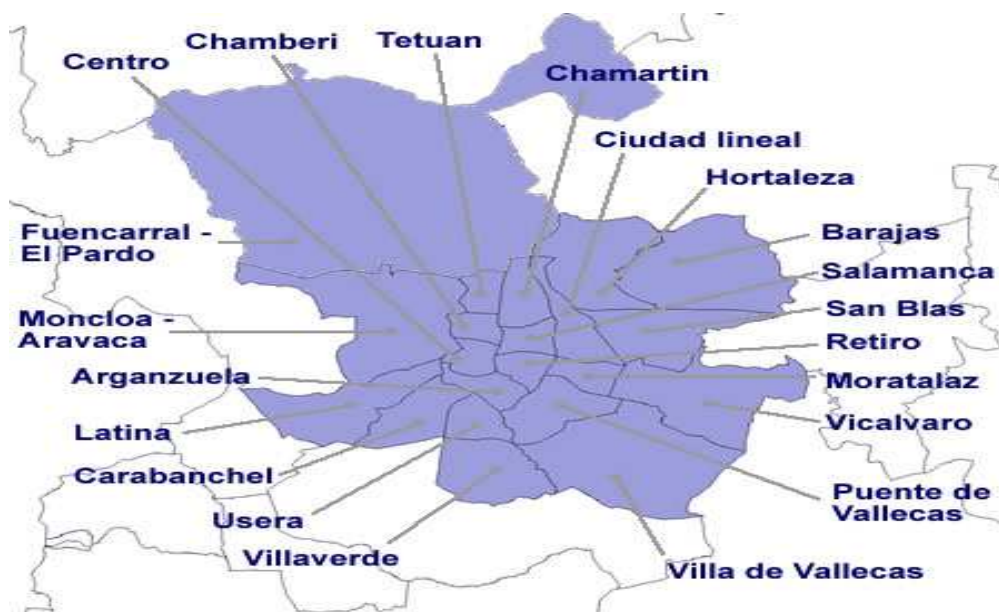 Chamberi
Tetuan
Centro
Chamartin
Ciudad lineal
Hortaleza
Fuencarral -
El Pardo
Barajas
Salamanca
Moncloa -
Aravaca
San Blas
Retiro
Arganzuela
Moratalaz
Latina
Vicalvaro
Carabanchel
Puente de
Vallecas
Usera
Villaverde
Villa de Vallecas